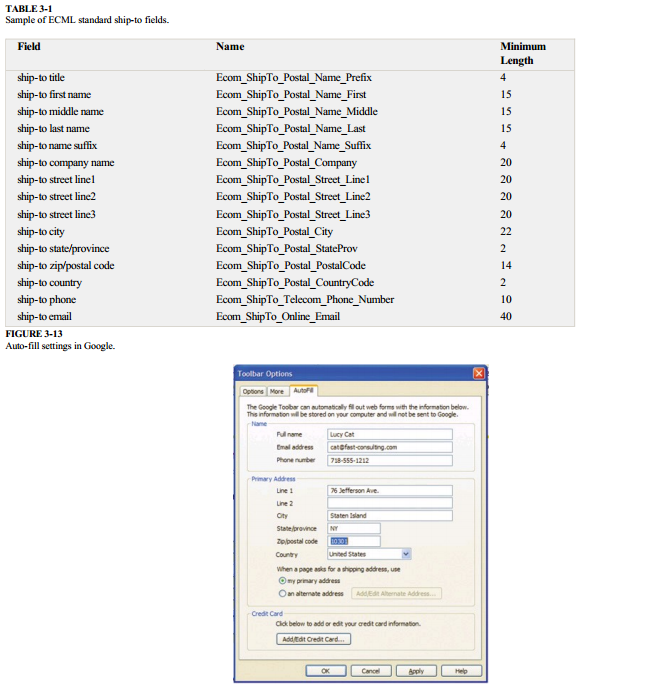 TABLE 3-1
Sample of ECML standard ship-to fields.
Field Name Minimum
Length
ship-to title Ecom_ShipTo_Postal_Name_Prefix 4
ship-to first name Ecom_ShipTo_Postal_Name_First 15
ship-to middle name Ecom_ShipTo_Postal_Name_Middle 15
ship-to last name Ecom_ShipTo_Postal_Name_Last 15
ship-to name suffix Ecom_ShipTo_Postal_Name_Suffix 4
ship-to company name Ecom_ShipTo_Postal_Company 20
ship-to street line1 Ecom_ShipTo_Postal_Street_Line1 20
ship-to street line2 Ecom_ShipTo_Postal_Street_Line2 20
ship-to street line3 Ecom_ShipTo_Postal_Street_Line3 20
ship-to city Ecom_ShipTo_Postal_City 22
ship-to state/province Ecom_ShipTo_Postal_StateProv 2
ship-to zip/postal code Ecom_ShipTo_Postal_PostalCode 14
ship-to country Ecom_ShipTo_Postal_CountryCode 2
ship-to phone Ecom_ShipTo_Telecom_Phone_Number 10
ship-to email Ecom_ShipTo_Online_Email 40
FIGURE 3-13
Auto-fill settings in Google.
Toolbar Options
Options More AutoFill
The Google Toolbar can automatically fill out web forms with the information below.
This information will be stored on your computer and will not be sent to Google.
Name
Full name Lucy Cat
Email address cat@fast-consulting.com
Phone number 718-555-1212
Primary Address
Line 1 76 Jefferson Ave.
Line 2
City Staten Island
State/province NY
Zip/postal code 10301
Country United States
When a page asks for a shipping address, use
my primary address
an alternate address Add/Edit Alternate Address...
Credit Card
Click below to add or edit your credit card information.
Add/Edit Credit Card...
OK Cancel Apply Help